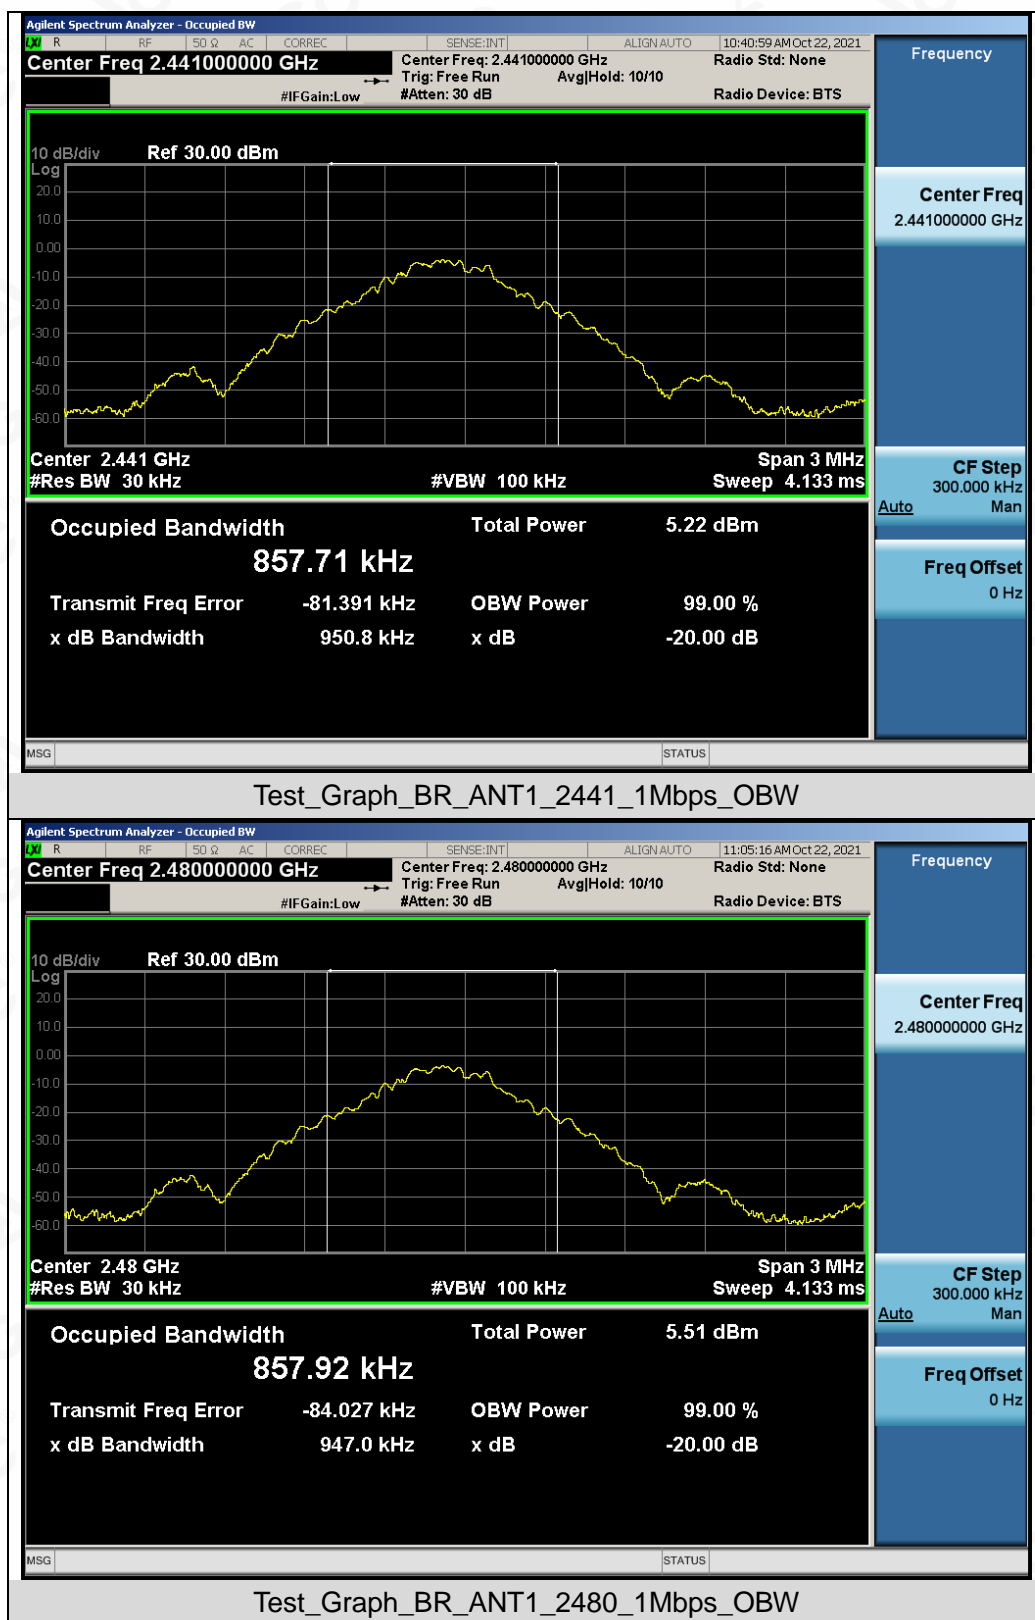 Agilent Spectrum Analyzer - Occupied BW
LXI R RF 50 Ω AC CORREC SENSE:INT ALIGN AUTO 10:40:59 AM Oct 22, 2021
Center Freq 2.441000000 GHz
Center Freq: 2.441000000 GHz
Radio Std: None
Trig: Free Run Avg|Hold: 10/10
#IFGain:Low #Atten: 30 dB Radio Device: BTS
Frequency
10 dB/div Ref 30.00 dBm
Log
20.0
10.0
0.00
-10.0
-20.0
-30.0
-40.0
-50.0
-60.0
Center 2.441 GHz Span 3 MHz
#Res BW 30 kHz #VBW 100 kHz Sweep 4.133 ms
Center Freq
2.441000000 GHz
CF Step
300.000 kHz
Auto Man
Freq Offset
0 Hz
Occupied Bandwidth Total Power 5.22 dBm
857.71 kHz
Transmit Freq Error -81.391 kHz OBW Power 99.00 %
x dB Bandwidth 950.8 kHz x dB -20.00 dB
MSG STATUS
Test_Graph_BR_ANT1_2441_1Mbps_OBW
Agilent Spectrum Analyzer - Occupied BW
LXI R RF 50 Ω AC CORREC SENSE:INT ALIGN AUTO 11:05:16 AM Oct 22, 2021
Center Freq 2.480000000 GHz
Center Freq: 2.480000000 GHz
Radio Std: None
Trig: Free Run Avg|Hold: 10/10
#IFGain:Low #Atten: 30 dB Radio Device: BTS
Frequency
10 dB/div Ref 30.00 dBm
Log
20.0
10.0
0.00
-10.0
-20.0
-30.0
-40.0
-50.0
-60.0
Center 2.48 GHz Span 3 MHz
#Res BW 30 kHz #VBW 100 kHz Sweep 4.133 ms
Center Freq
2.480000000 GHz
CF Step
300.000 kHz
Auto Man
Freq Offset
0 Hz
Occupied Bandwidth Total Power 5.51 dBm
857.92 kHz
Transmit Freq Error -84.027 kHz OBW Power 99.00 %
x dB Bandwidth 947.0 kHz x dB -20.00 dB
MSG STATUS
Test_Graph_BR_ANT1_2480_1Mbps_OBW